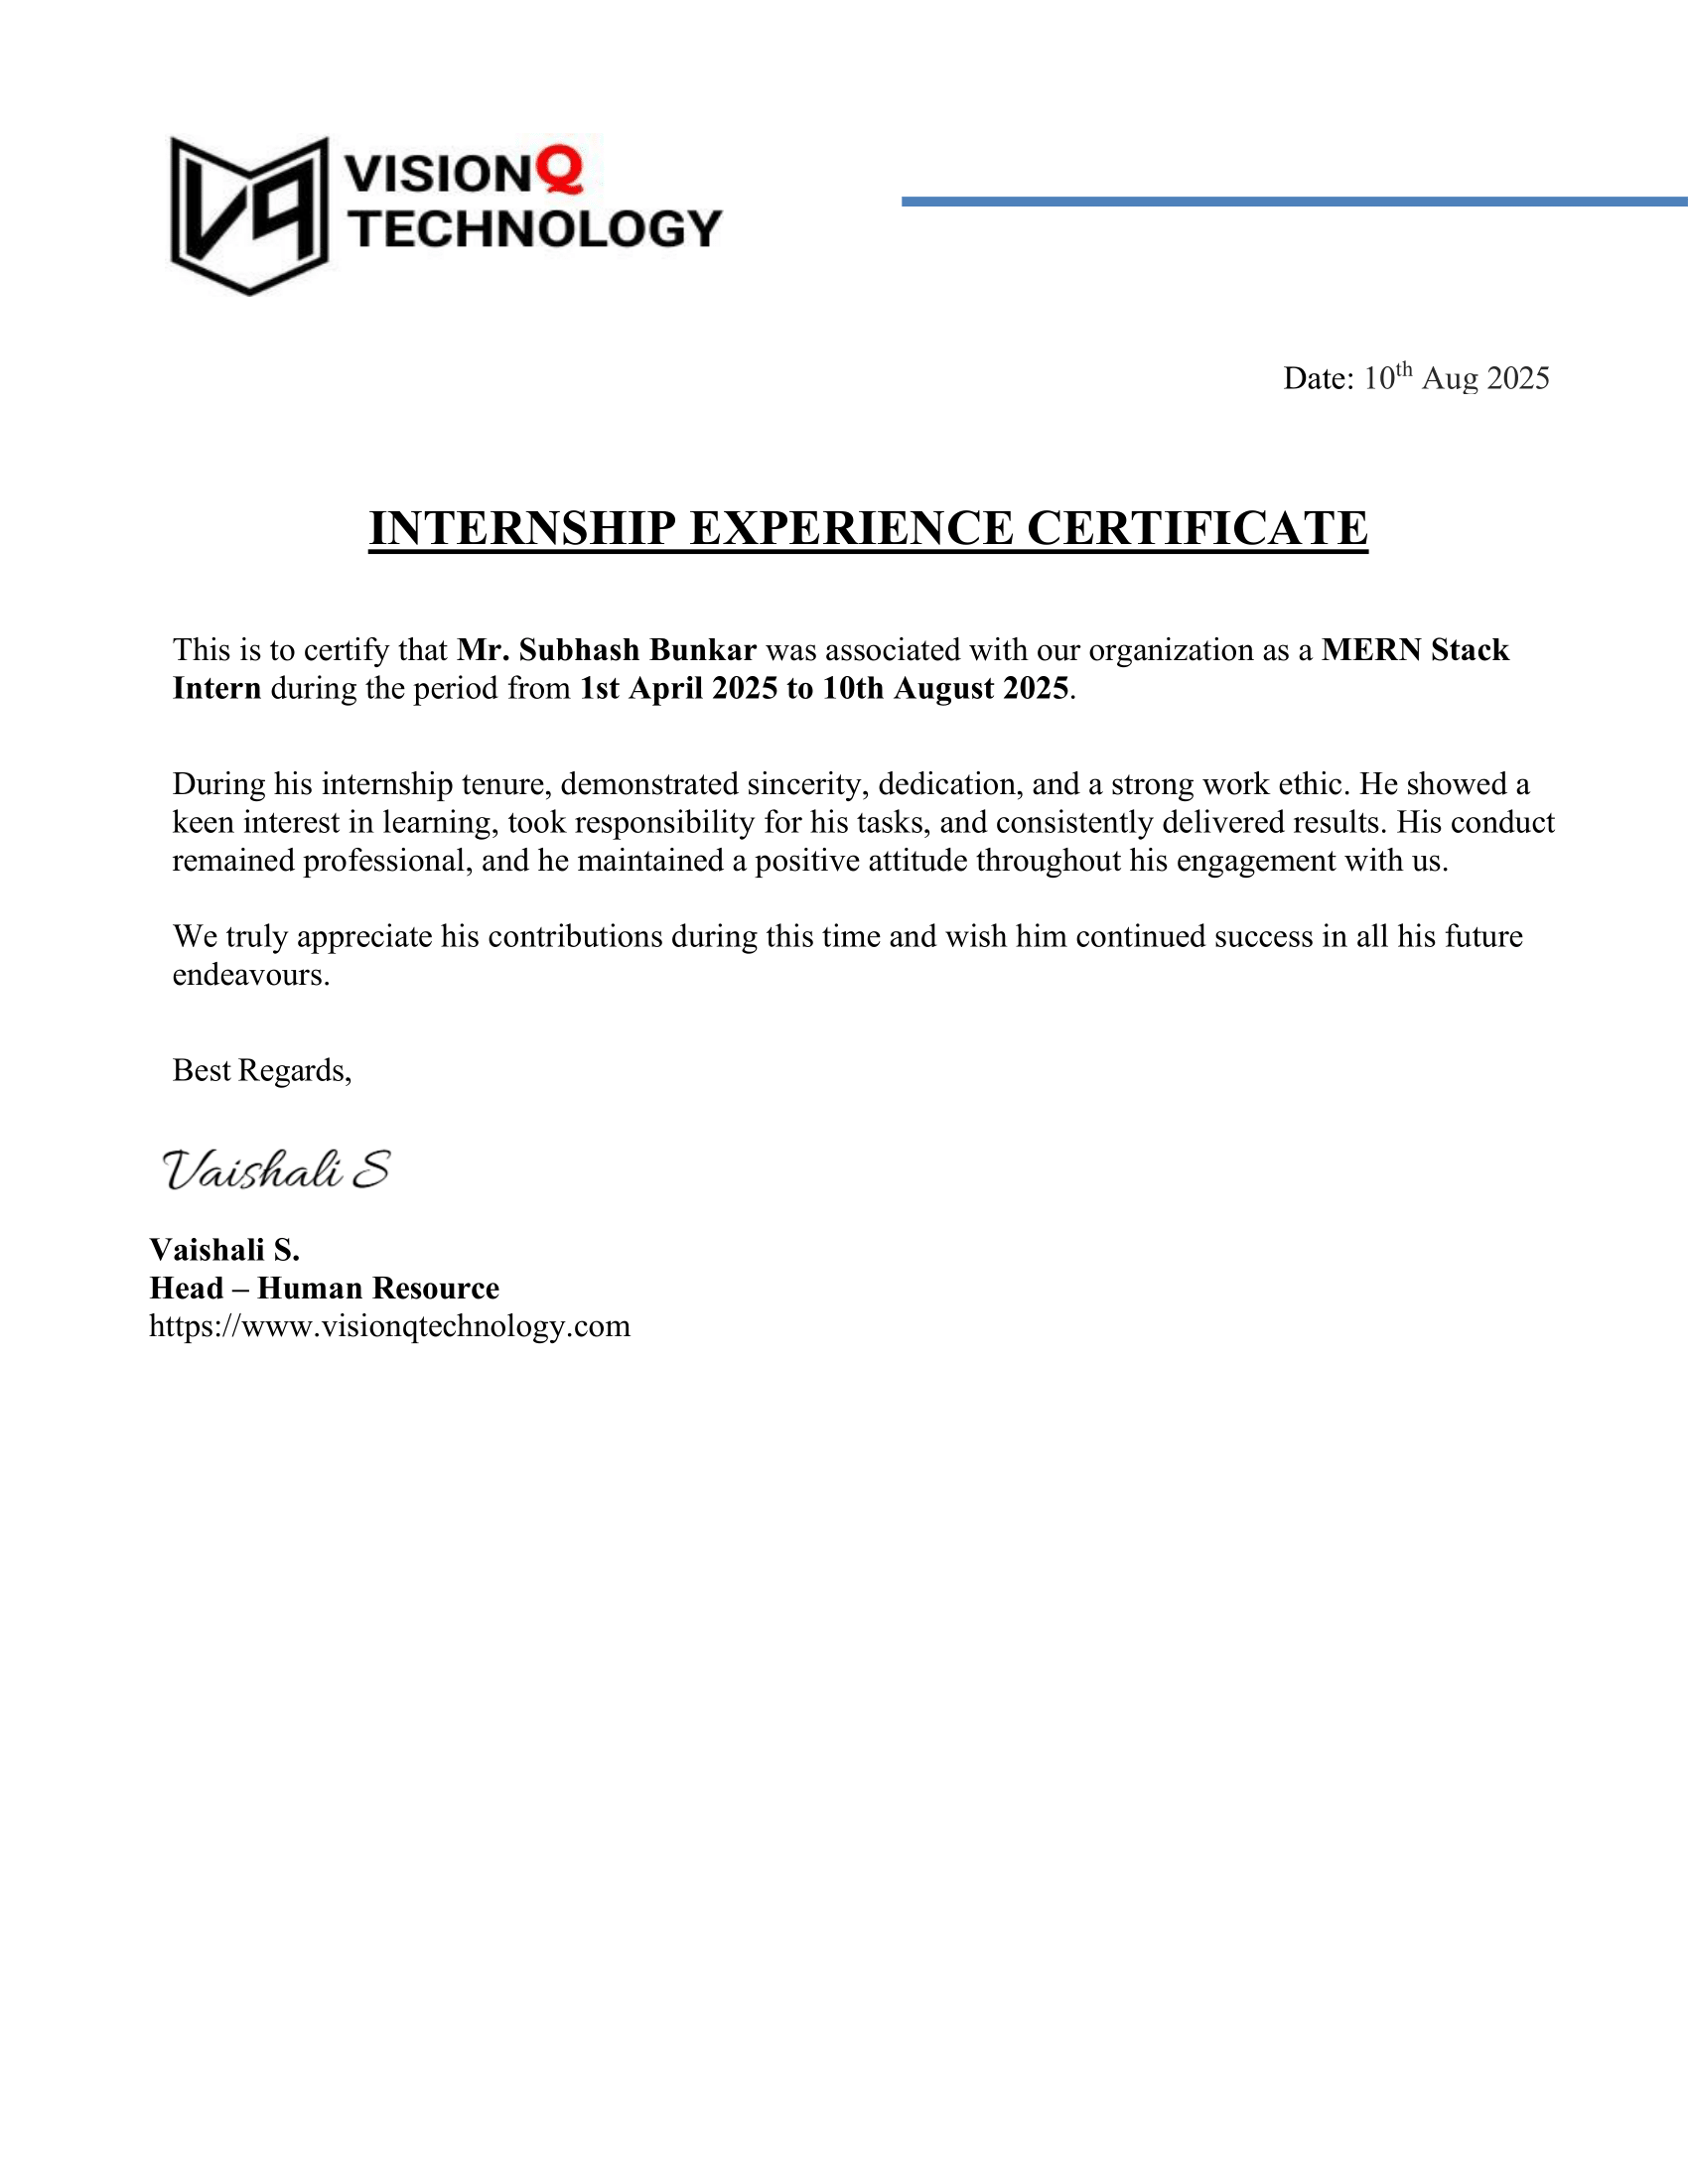 VISIONQ
TECHNOLOGY
Date: 10th Aug 2025
INTERNSHIP EXPERIENCE CERTIFICATE
This is to certify that Mr. Subhash Bunkar was associated with our organization as a MERN Stack
Intern during the period from 1st April 2025 to 10th August 2025.
During his internship tenure, demonstrated sincerity, dedication, and a strong work ethic. He showed a
keen interest in learning, took responsibility for his tasks, and consistently delivered results. His conduct
remained professional, and he maintained a positive attitude throughout his engagement with us.
We truly appreciate his contributions during this time and wish him continued success in all his future
endeavours.
Best Regards,
Vaishali S
Vaishali S.
Head – Human Resource
https://www.visionqtechnology.com